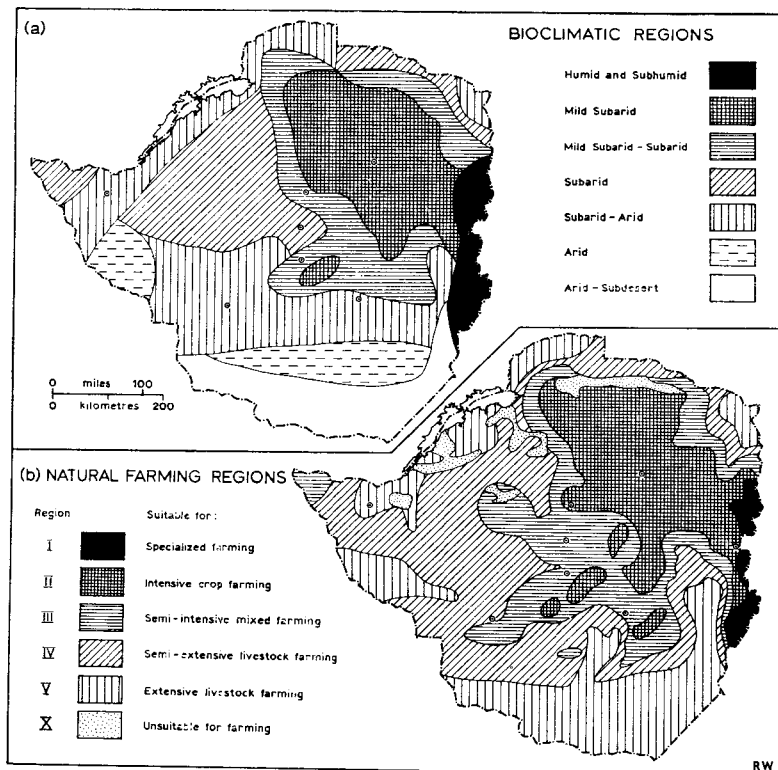 (a)
BIOCLIMATIC REGIONS
Humid and Subhumid
Mild Subarid
Mild Subarid - Subarid
Subarid
Subarid - Arid
Arid
Arid - Subdesert
0 miles 100
0 kilometres 200
(b) NATURAL FARMING REGIONS
Region Suitable for:
I Specialized farming
II Intensive crop farming
III Semi-intensive mixed farming
IV Semi-extensive livestock farming
V Extensive livestock farming
X Unsuitable for farming
RW